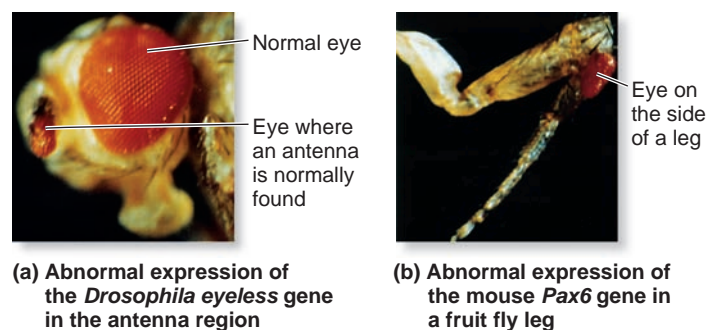 Normal eye
Eye where
an antenna
is normally
found
Eye on
the side
of a leg
(a) Abnormal expression of
the Drosophila eyeless gene
in the antenna region
(b) Abnormal expression of
the mouse Pax6 gene in
a fruit fly leg